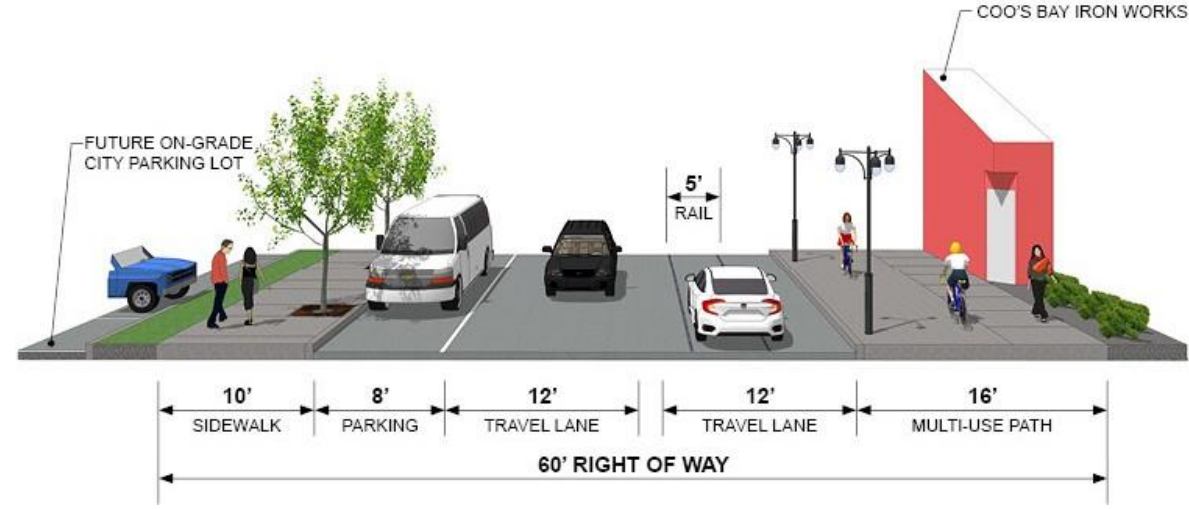 COO'S BAY IRON WORKS
FUTURE ON-GRADE
CITY PARKING LOT
5’
RAIL
10’
SIDEWALK
8’
PARKING
12’
TRAVEL LANE
12’
TRAVEL LANE
16’
MULTI-USE PATH
60’ RIGHT OF WAY